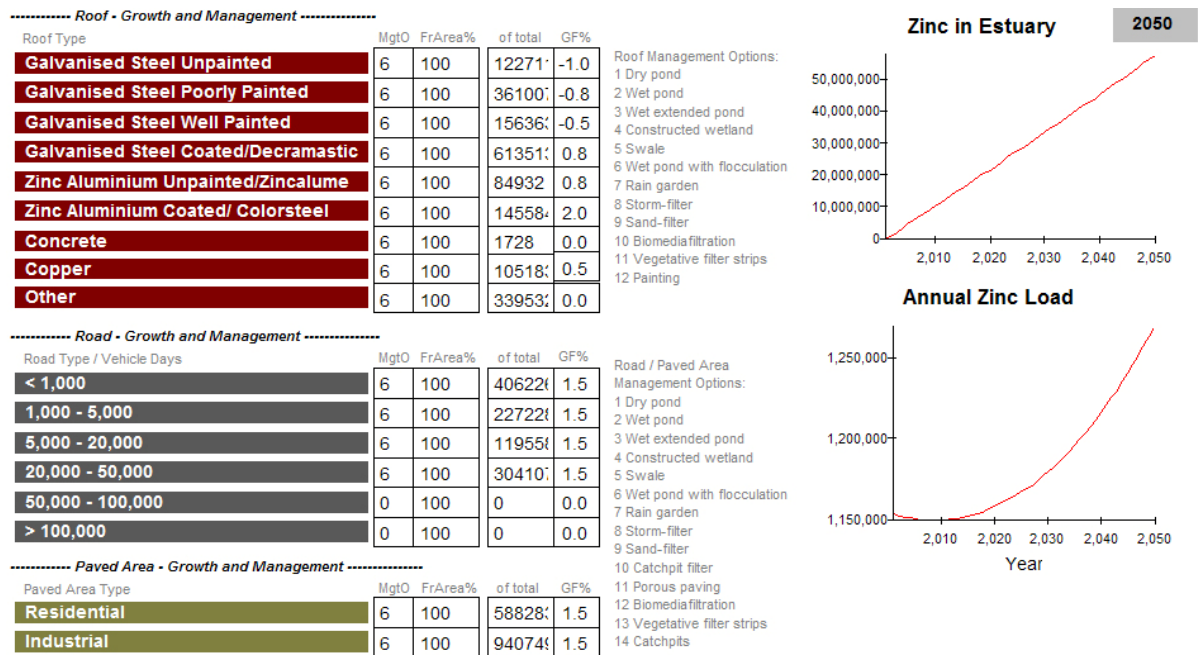 ------------ Roof - Growth and Management ---------------
Roof Type MgtO FrArea% of total GF%
Galvanised Steel Unpainted 6 100 12271 -1.0
Galvanised Steel Poorly Painted 6 100 36100 -0.8
Galvanised Steel Well Painted 6 100 15636 -0.5
Galvanised Steel Coated/Decramastic 6 100 61351 0.8
Zinc Aluminium Unpainted/Zincalume 6 100 84932 0.8
Zinc Aluminium Coated/ Colorsteel 6 100 14558 2.0
Concrete 6 100 1728 0.0
Copper 6 100 10518 0.5
Other 6 100 33953 0.0
Roof Management Options:
1 Dry pond
2 Wet pond
3 Wet extended pond
4 Constructed wetland
5 Swale
6 Wet pond with flocculation
7 Rain garden
8 Storm-filter
9 Sand-filter
10 Biomediafiltration
11 Vegetative filter strips
12 Painting
------------ Road - Growth and Management ---------------
Road Type / Vehicle Days MgtO FrArea% of total GF%
< 1,000 6 100 40622 1.5
1,000 - 5,000 6 100 22722 1.5
5,000 - 20,000 6 100 11955 1.5
20,000 - 50,000 6 100 30410 1.5
50,000 - 100,000 0 100 0 0.0
> 100,000 0 100 0 0.0
Road / Paved Area
Management Options:
1 Dry pond
2 Wet pond
3 Wet extended pond
4 Constructed wetland
5 Swale
6 Wet pond with flocculation
7 Rain garden
8 Storm-filter
9 Sand-filter
10 Catchpit filter
11 Porous paving
12 Biomediafiltration
13 Vegetative filter strips
14 Catchpits
------------ Paved Area - Growth and Management ---------------
Paved Area Type MgtO FrArea% of total GF%
Residential 6 100 58828 1.5
Industrial 6 100 94074 1.5
Zinc in Estuary
2050
50,000,000
40,000,000
30,000,000
20,000,000
10,000,000
0
2,010 2,020 2,030 2,040 2,050
Annual Zinc Load
1,250,000
1,200,000
1,150,000
2,010 2,020 2,030 2,040 2,050
Year